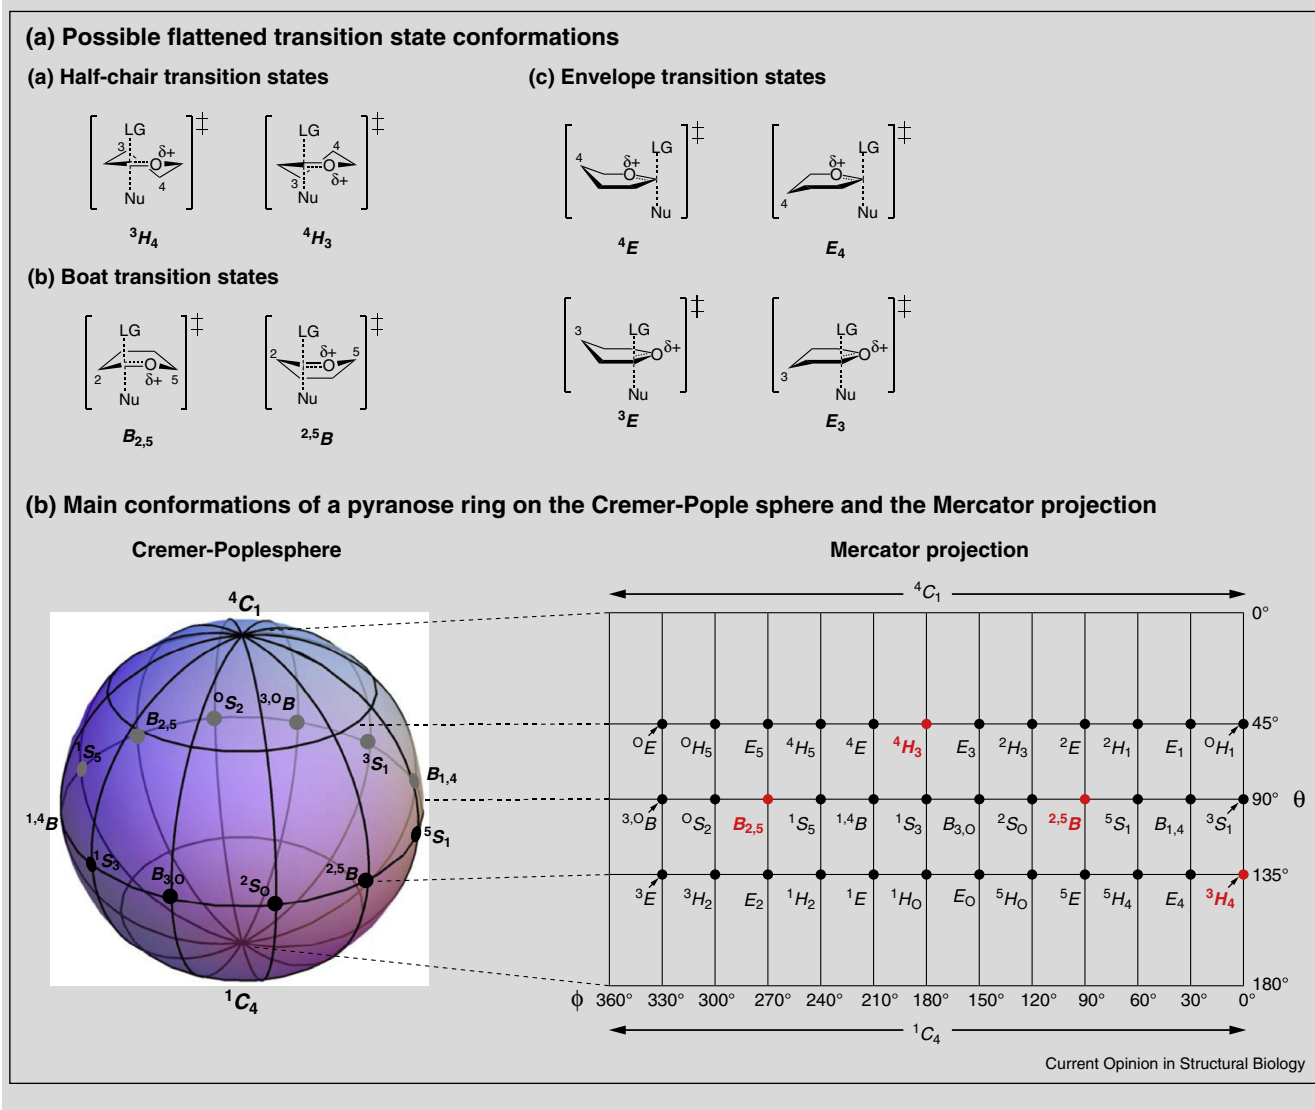 (a) Possible flattened transition state conformations
(a) Half-chair transition states
(c) Envelope transition states
LG 3 δ+ O 4 Nu ‡
³H₄
LG 4 O δ+ 3 Nu ‡
⁴H₃
4 δ+ O LG Nu ‡
⁴E
δ+ O LG 4 Nu ‡
E₄
(b) Boat transition states
LG 2 O δ+ 5 Nu ‡
B₂,₅
LG 2 δ+ O 5 Nu ‡
²,⁵B
3 LG O δ+ Nu ‡
³E
LG O δ+ 3 Nu ‡
E₃
(b) Main conformations of a pyranose ring on the Cremer-Pople sphere and the Mercator projection
Cremer-Poplesphere
⁴C₁
ᴼS₂ ³,ᴼB
B₂,₅
¹S₅ ³S₁
B₁,₄
¹,⁴B ⁵S₁
¹S₃ B₃,O ²SO ²,⁵B
¹C₄
Mercator projection
⁴C₁
0°
45°
ᴼE ᴼH₅ E₅ ⁴H₅ ⁴E ⁴H₃ E₃ ²H₃ ²E ²H₁ E₁ ᴼH₁
90° θ
³,ᴼB ᴼS₂ B₂,₅ ¹S₅ ¹,⁴B ¹S₃ B₃,O ²SO ²,⁵B ⁵S₁ B₁,₄ ³S₁
135°
³E ³H₂ E₂ ¹H₂ ¹E ¹HO EO ⁵HO ⁵E ⁵H₄ E₄ ³H₄
180°
ϕ 360° 330° 300° 270° 240° 210° 180° 150° 120° 90° 60° 30° 0°
¹C₄
Current Opinion in Structural Biology